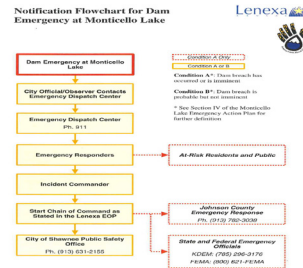 Notification Flowchart for Dam
Emergency at Monticello Lake
Lenexa
Dam Emergency at Monticello
Lake
City Official/Observer Contacts
Emergency Dispatch Center
Emergency Dispatch Center
Ph. 911
Emergency Responders
Incident Commander
Start Chain of Command as
Stated in the Lenexa EOP
City of Shawnee Public Safety
Office
Ph. (913) 631-2155
Condition A Only
Condition A or B
Condition A*: Dam breach has
occurred or is imminent
Condition B*: Dam breach is
probable but not imminent
* See Section IV of the Monticello
Lake Emergency Action Plan for
further definition
At-Risk Residents and Public
Johnson County
Emergency Response
Ph. (913) 782-3038
State and Federal Emergency
Officials
KDEM: (785) 296-3176
FEMA: (800) 621-FEMA